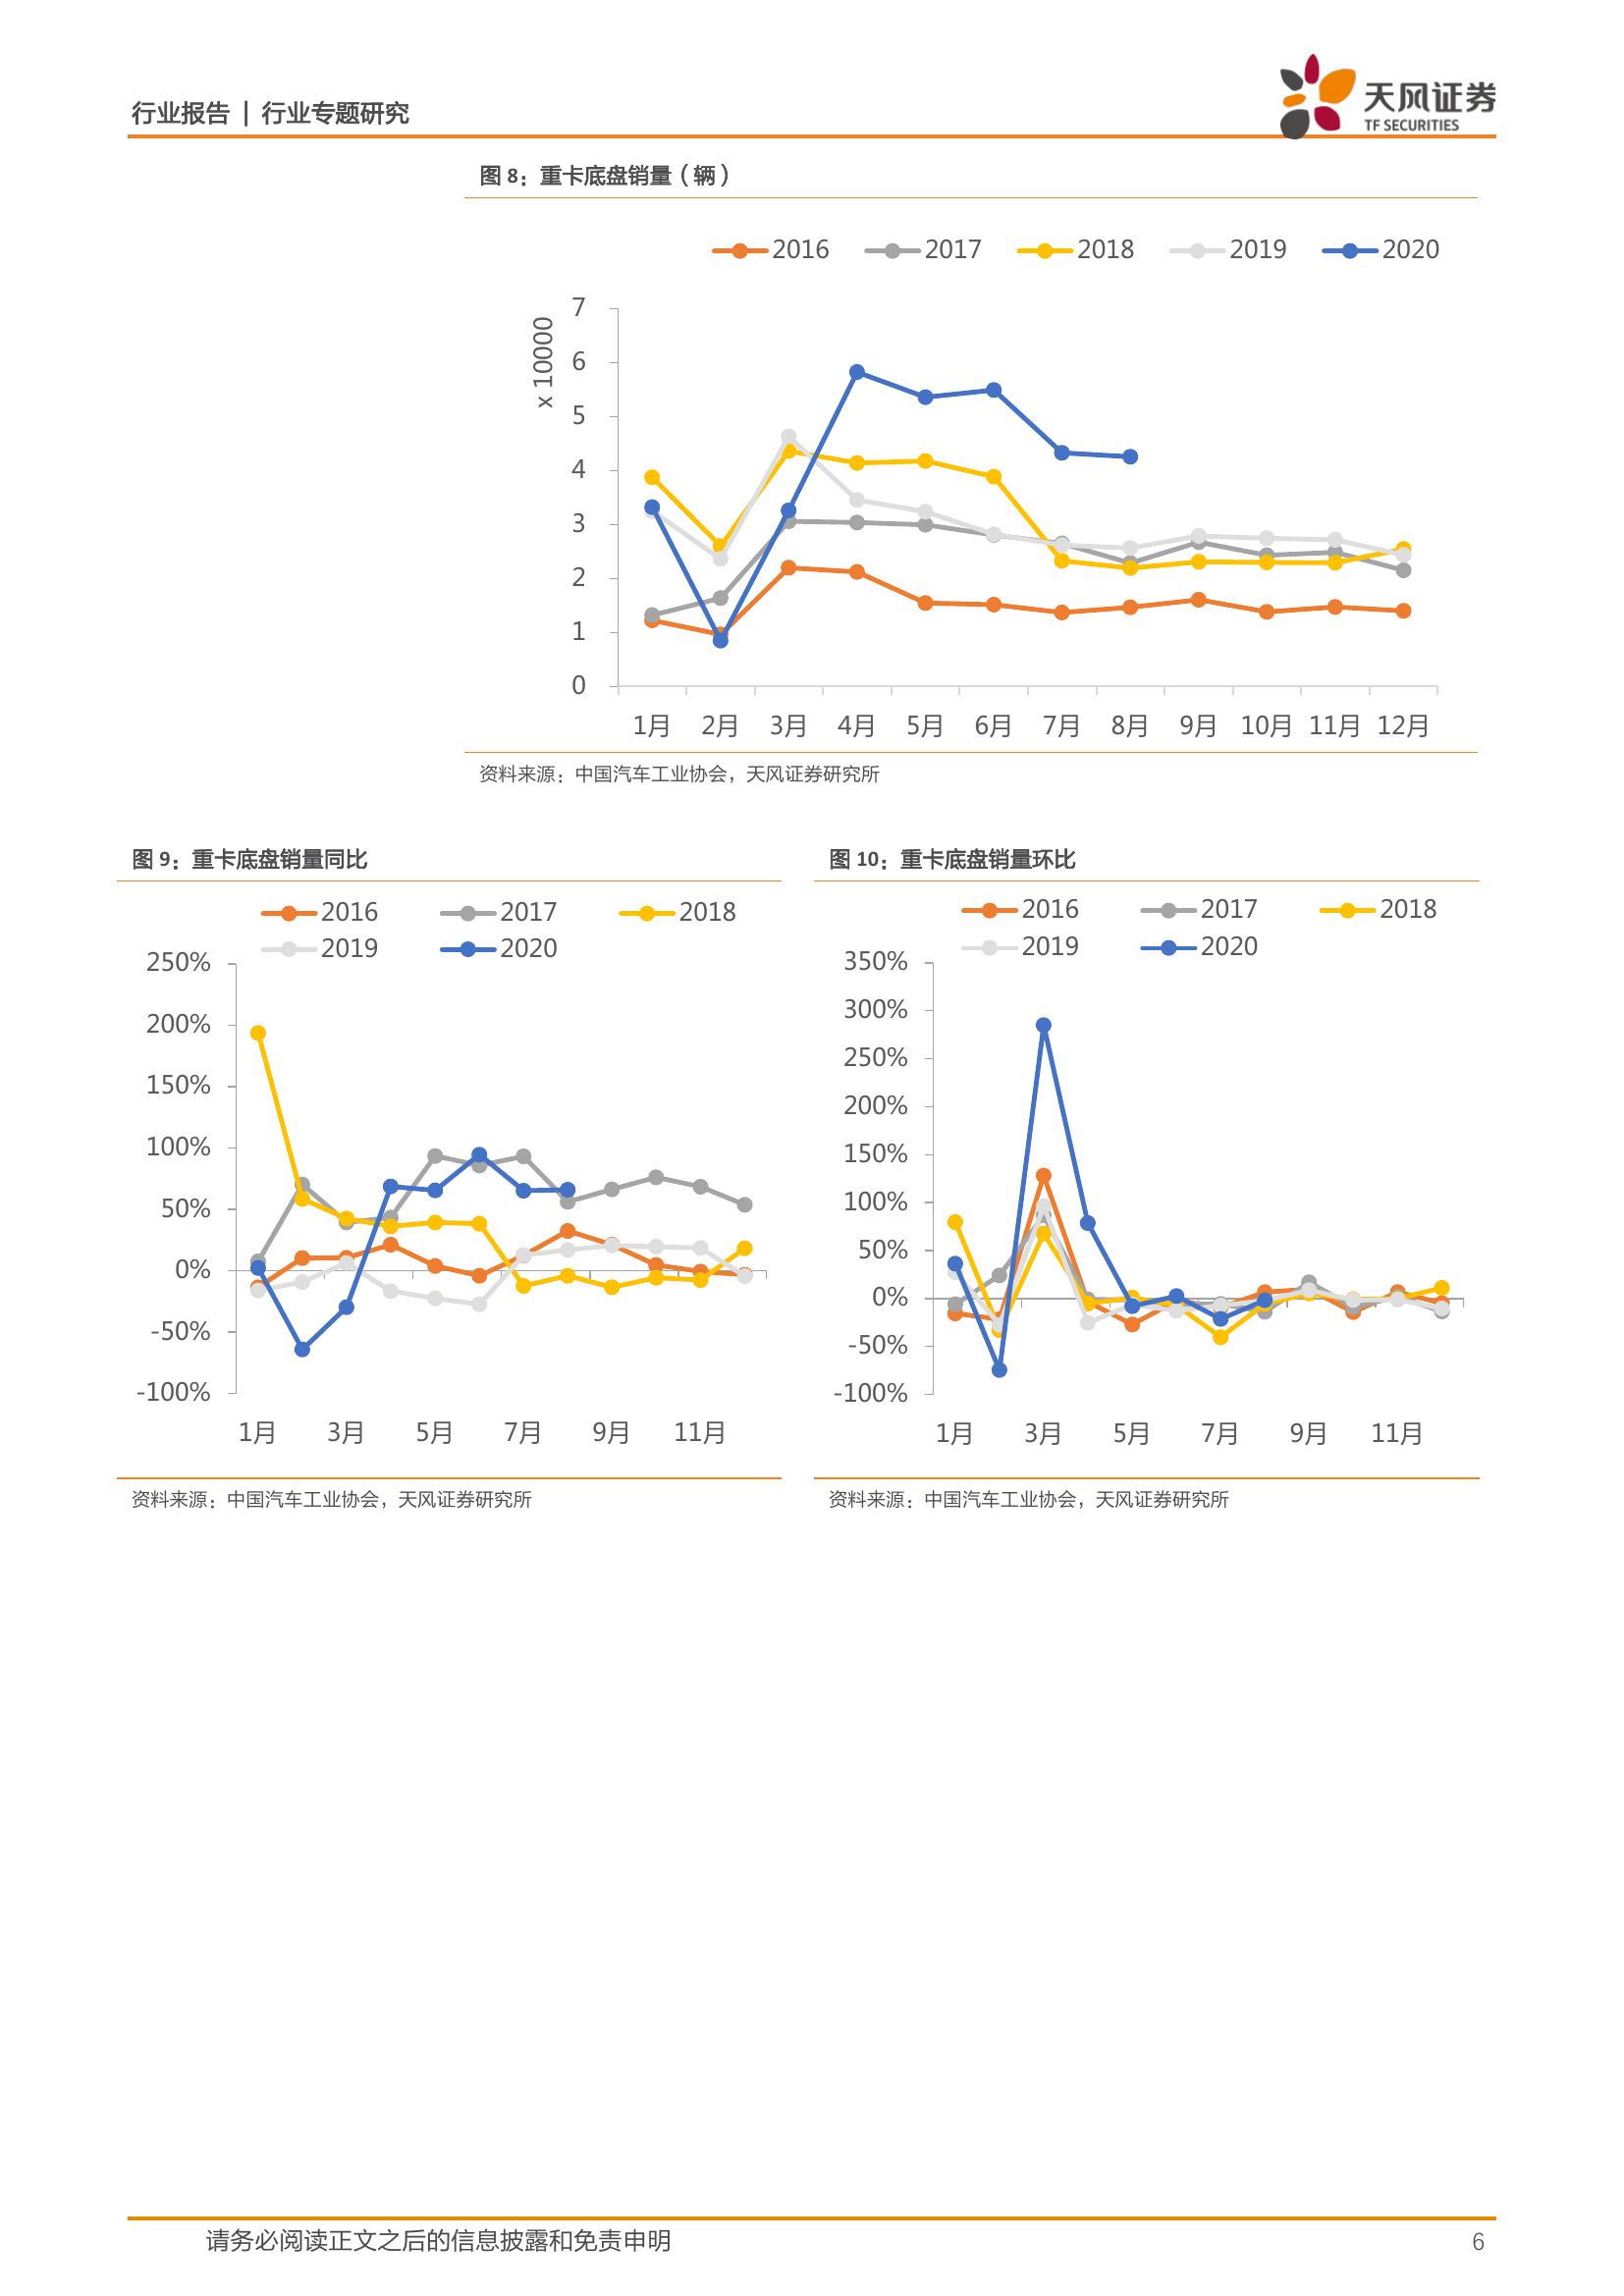 行业报告 | 行业专题研究
天风证券
TF SECURITIES
图 8：重卡底盘销量（辆）
2016 2017 2018 2019 2020
x 10000
7
6
5
4
3
2
1
0
1月 2月 3月 4月 5月 6月 7月 8月 9月 10月 11月 12月
资料来源：中国汽车工业协会，天风证券研究所
图 9：重卡底盘销量同比
2016 2017 2018
2019 2020
250%
200%
150%
100%
50%
0%
-50%
-100%
1月 3月 5月 7月 9月 11月
资料来源：中国汽车工业协会，天风证券研究所
图 10：重卡底盘销量环比
2016 2017 2018
2019 2020
350%
300%
250%
200%
150%
100%
50%
0%
-50%
-100%
1月 3月 5月 7月 9月 11月
资料来源：中国汽车工业协会，天风证券研究所
请务必阅读正文之后的信息披露和免责申明 6